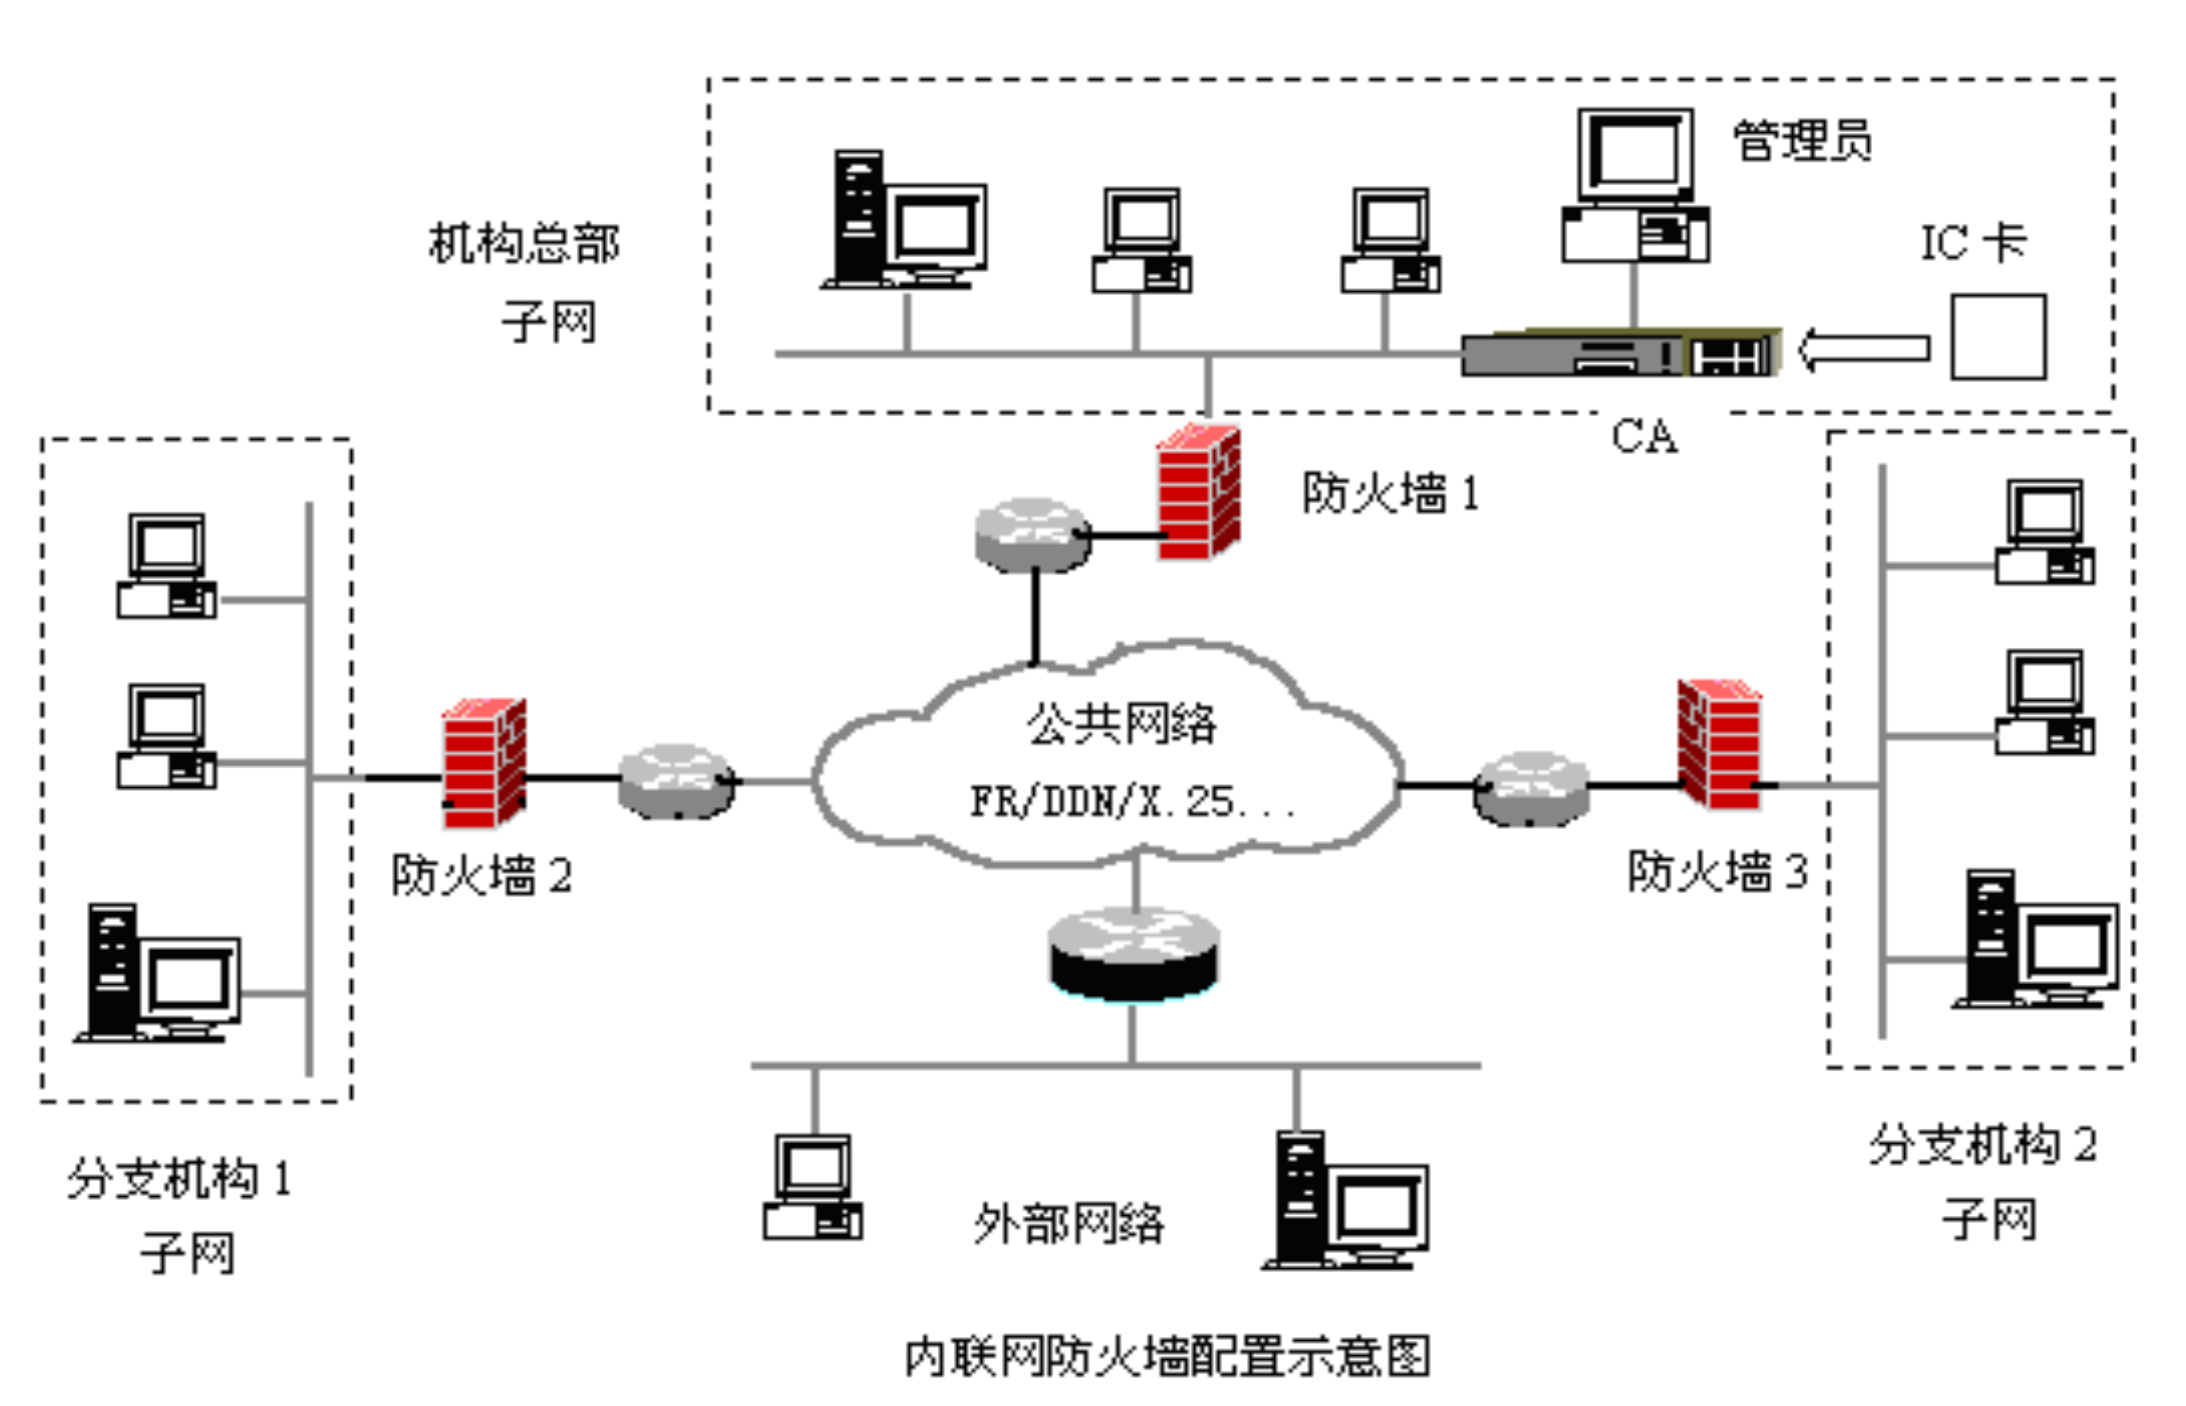 管理员
机构总部
子网
IC 卡
CA
防火墙 1
公共网络
FR/DDN/X.25...
防火墙 2
防火墙 3
分支机构 1
子网
分支机构 2
子网
外部网络
内联网防火墙配置示意图